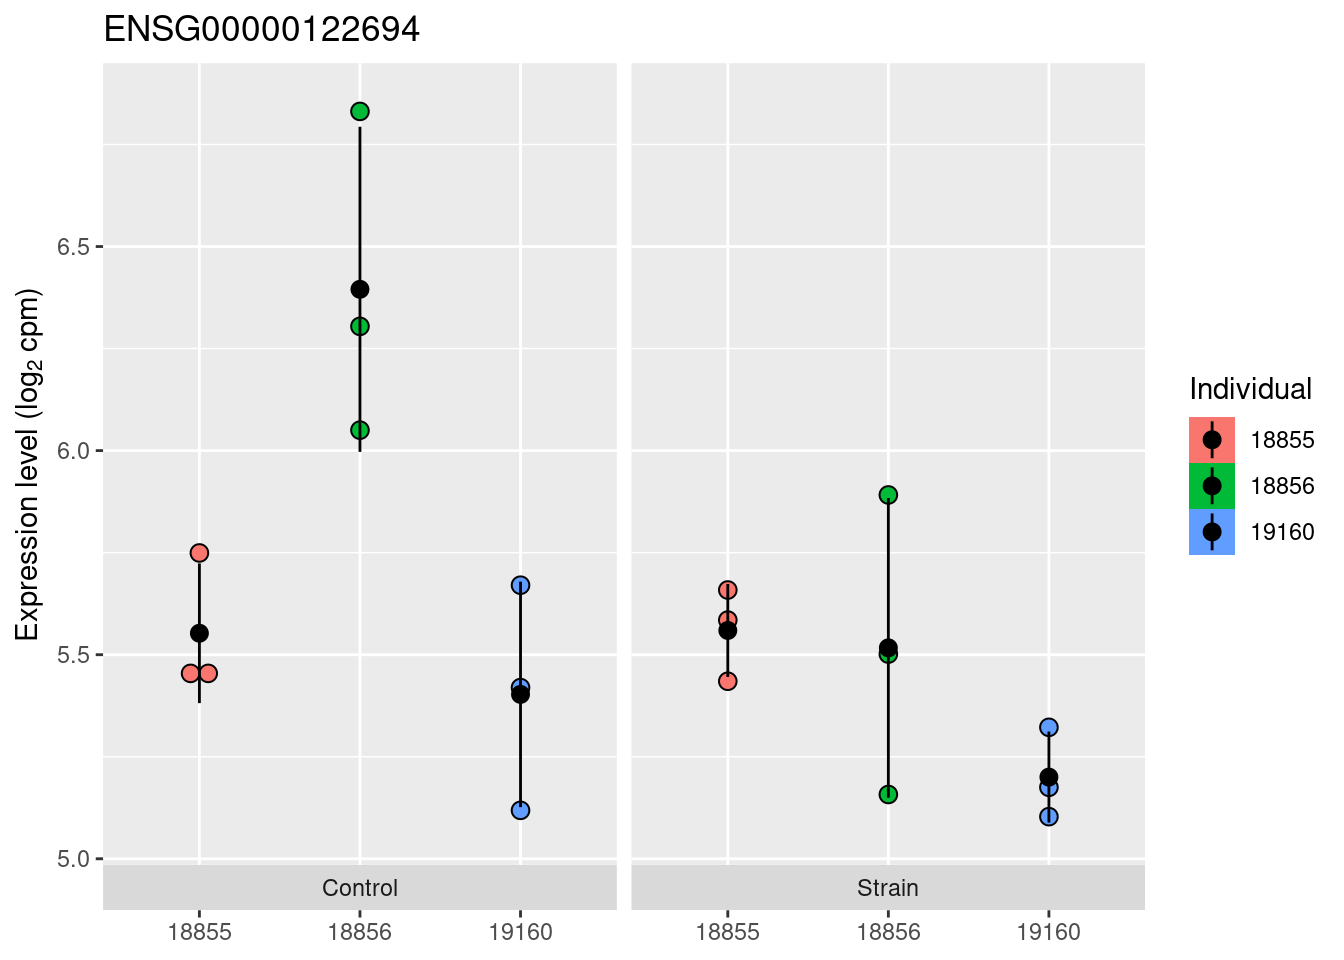 ENSG00000122694
Expression level (log₂ cpm)
6.5
6.0
5.5
5.0
Control
Strain
18855
18856
19160
18855
18856
19160
Individual
18855
18856
19160